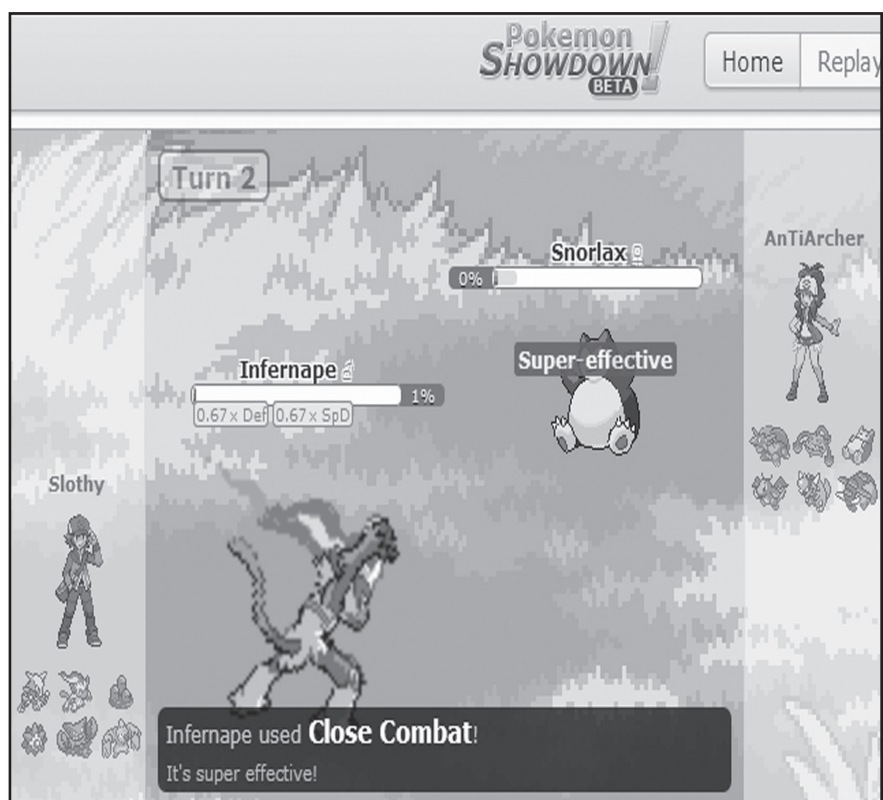 Pokemon
SHOWDOWN!
BETA
Home Replay
Turn 2
AnTiArcher
Snorlax
0%
Super-effective
Infernape
1%
0.67× Def 0.67× SpD
Slothy
Infernape used Close Combat!
It's super effective!